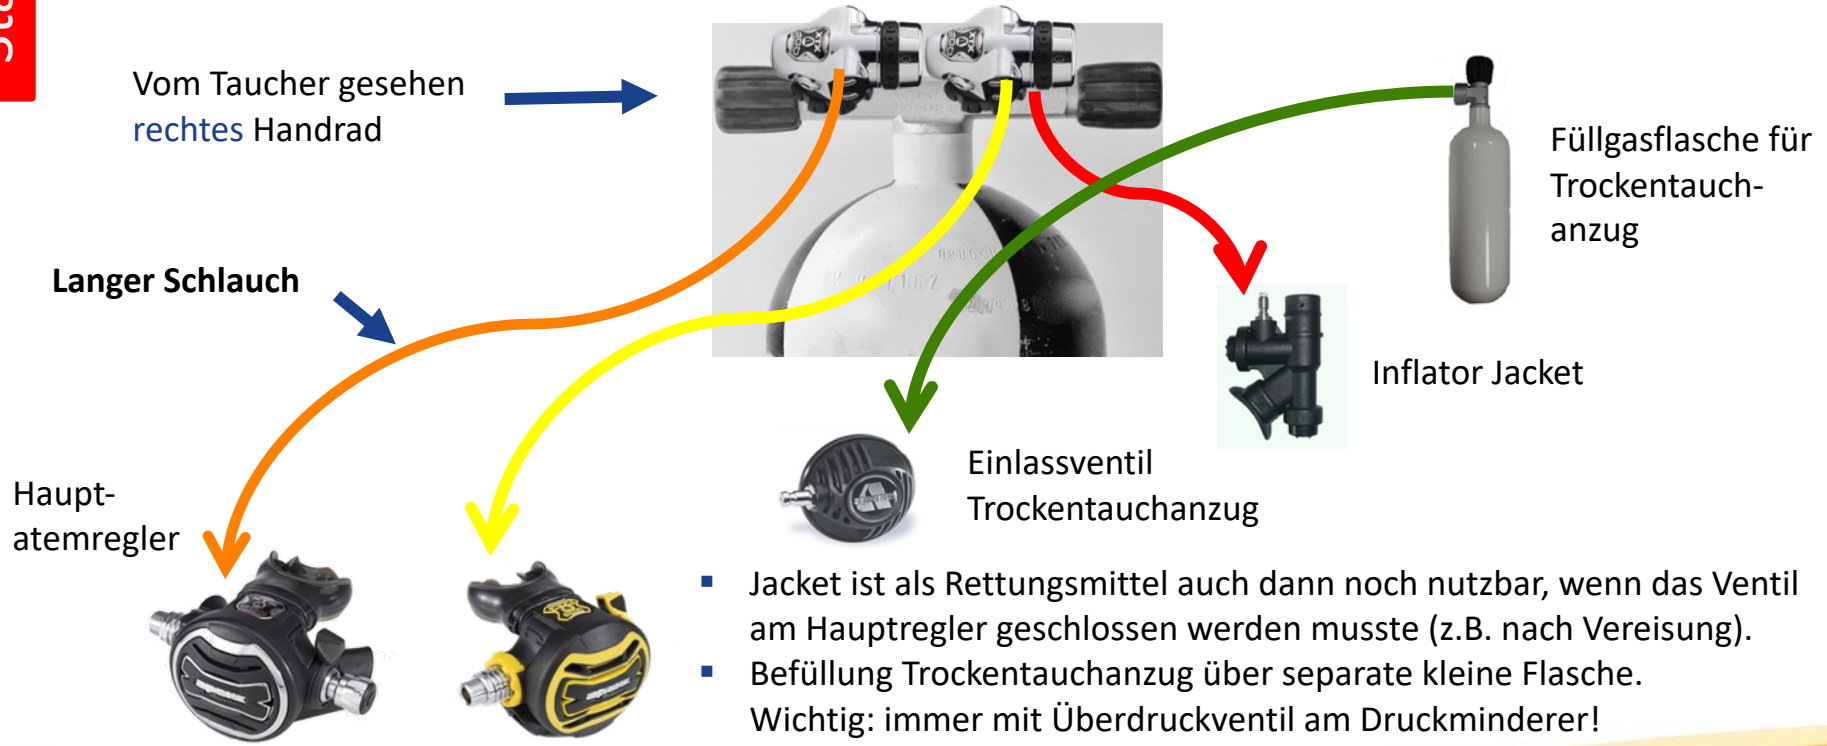 Vom Taucher gesehen
rechtes Handrad
Füllgasflasche für
Trockentauch-
anzug
Langer Schlauch
Inflator Jacket
Haupt-
atemregler
Einlassventil
Trockentauchanzug
Jacket ist als Rettungsmittel auch dann noch nutzbar, wenn das Ventil
am Hauptregler geschlossen werden musste (z.B. nach Vereisung).
Befüllung Trockentauchanzug über separate kleine Flasche.
Wichtig: immer mit Überdruckventil am Druckminderer!